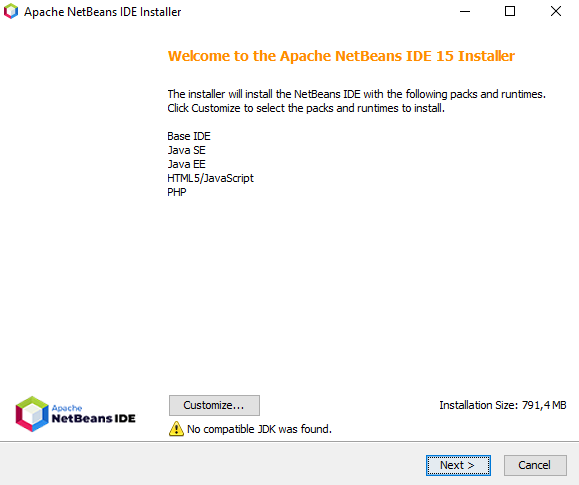 Apache NetBeans IDE Installer
Welcome to the Apache NetBeans IDE 15 Installer
The installer will install the NetBeans IDE with the following packs and runtimes.
Click Customize to select the packs and runtimes to install.
Base IDE
Java SE
Java EE
HTML5/JavaScript
PHP
Apache
NetBeans IDE
Customize...
Installation Size: 791,4 MB
No compatible JDK was found.
Next >
Cancel